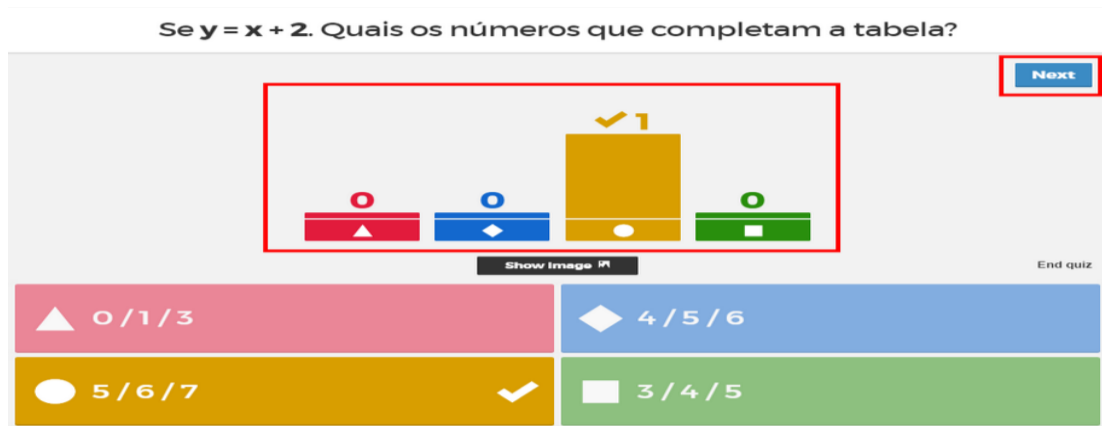 Se y = x + 2. Quais os números que completam a tabela?
Next
0
0
1
0
Show Image
End quiz
0 / 1 / 3
4 / 5 / 6
5 / 6 / 7
3 / 4 / 5